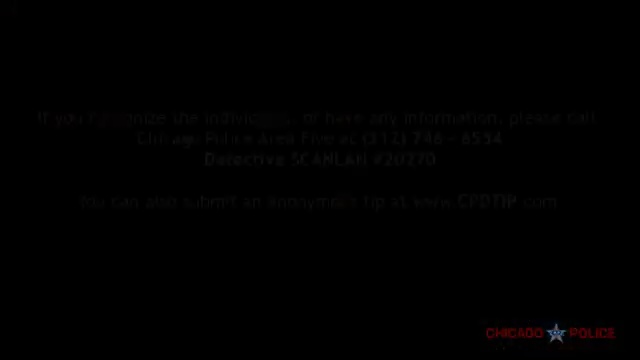 If you recognize the individuals, or have any information, please call
Chicago Police Area Five at (312) 746 - 8554
Detective SCANLAN #20270
You can also submit an anonymous tip at www.CPDTIP.com
CHICAGO POLICE